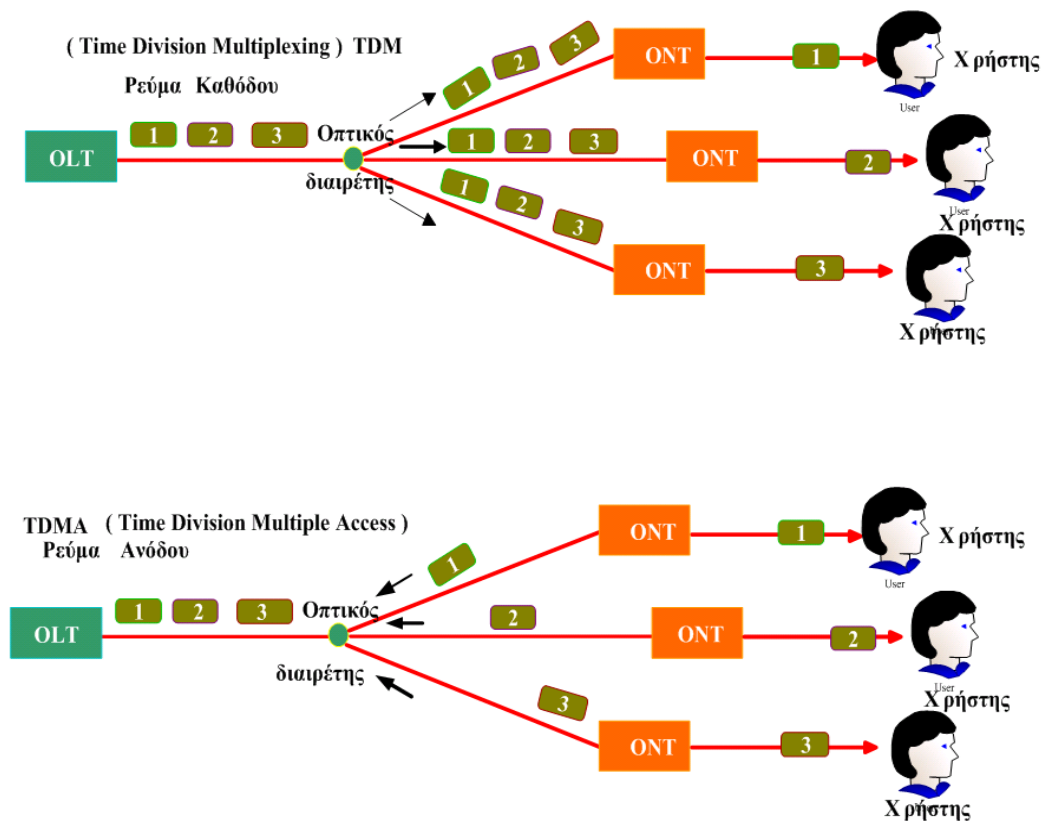 ( Time Division Multiplexing ) TDM
Ρεύμα Καθόδου
OLT
1 2 3
Οπτικός
διαιρέτης
1 2 3
1 2 3
1 2 3
ONT
ONT
ONT
1
2
3
User
Χρήστης
User
Χρήστης
Χρήστης
TDMA ( Time Division Multiple Access )
Ρεύμα Ανόδου
OLT
1 2 3
Οπτικός
διαιρέτης
1
2
3
ONT
ONT
ONT
1
2
3
User
Χρήστης
User
Χρήστης
Χρήστης